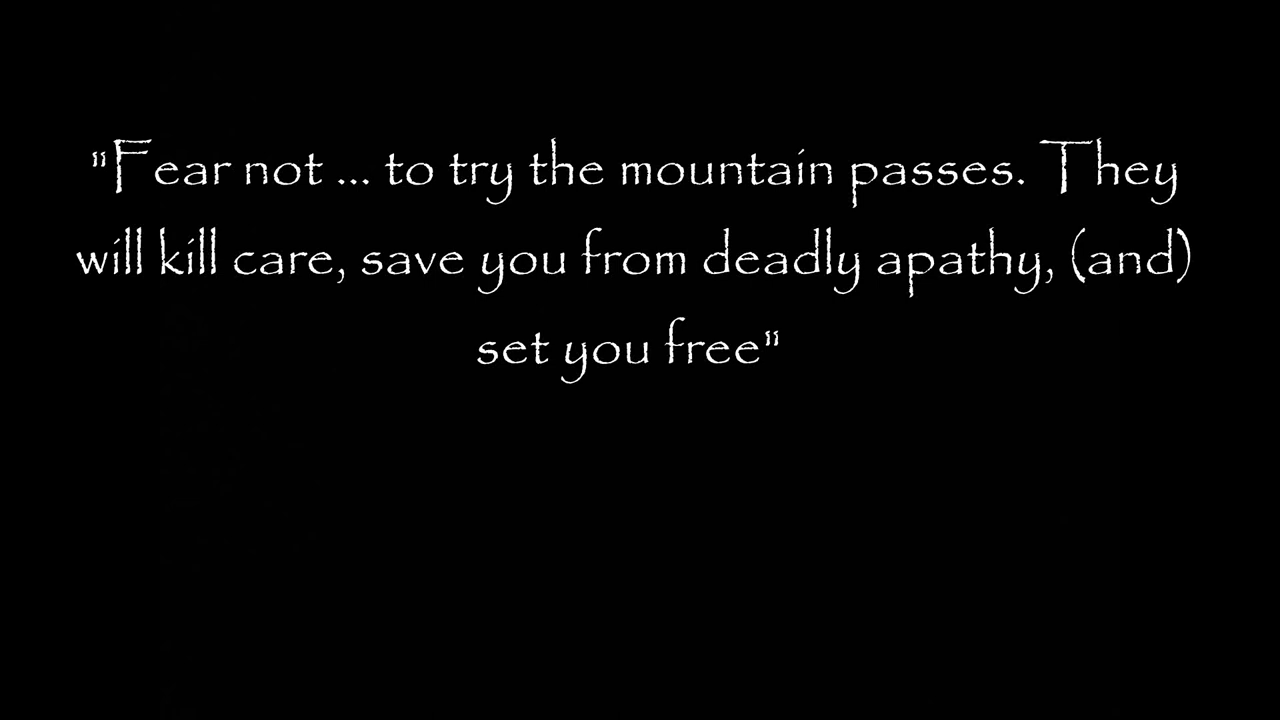 "Fear not ... to try the mountain passes. They
will kill care, save you from deadly apathy, (and)
set you free"